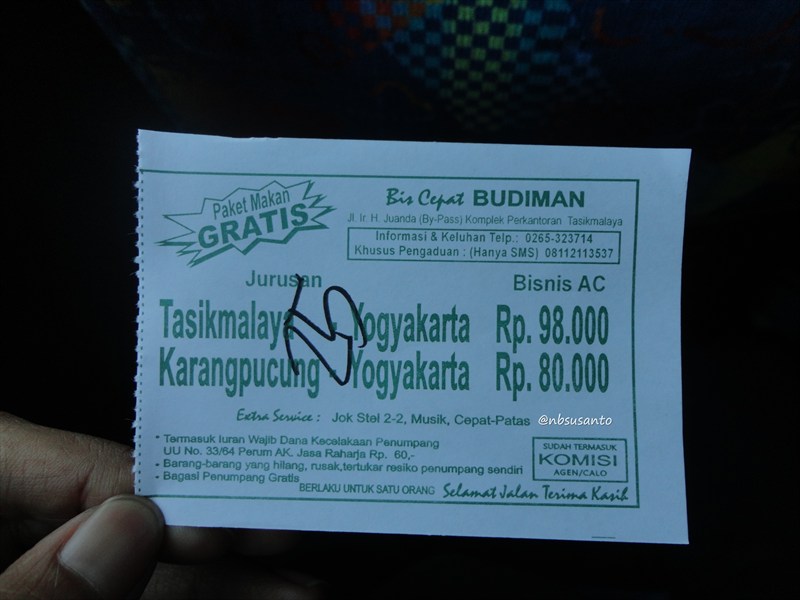 Paket Makan
GRATIS
Bis Cepat BUDIMAN
Jl. Ir. H. Juanda (By-Pass) Komplek Perkantoran Tasikmalaya
Informasi & Keluhan Telp.: 0265-323714
Khusus Pengaduan : (Hanya SMS) 08112113537
Jurusan Bisnis AC
Tasikmalaya - Yogyakarta Rp. 98.000
Karangpucung - Yogyakarta Rp. 80.000
25
Extra Service : Jok Stel 2-2, Musik, Cepat-Patas
@nbsusanto
- Termasuk Iuran Wajib Dana Kecelakaan Penumpang
UU No. 33/64 Perum AK. Jasa Raharja Rp. 60,-
- Barang-barang yang hilang, rusak,tertukar resiko penumpang sendiri
- Bagasi Penumpang Gratis
SUDAH TERMASUK
KOMISI
AGEN/CALO
BERLAKU UNTUK SATU ORANG Selamat Jalan Terima Kasih